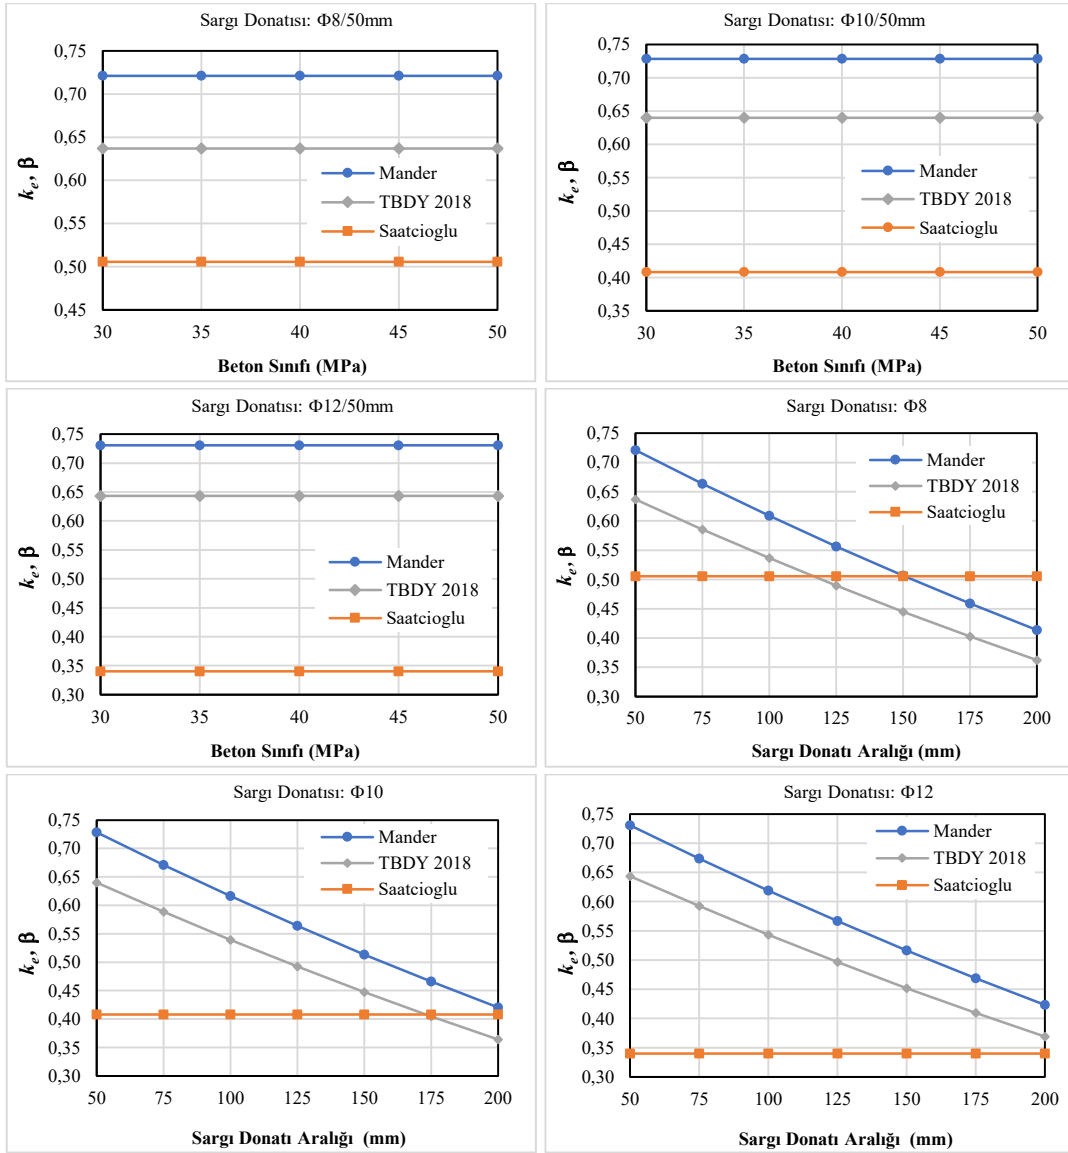 Sargı Donatısı: Φ8/50mm
0,75
0,70
0,65
0,60
0,55
0,50
0,45
30 35 40 45 50
kₑ, β
Mander
TBDY 2018
Saatcioglu
Beton Sınıfı (MPa)
Sargı Donatısı: Φ10/50mm
0,75
0,70
0,65
0,60
0,55
0,50
0,45
0,40
0,35
30 35 40 45 50
kₑ, β
Mander
TBDY 2018
Saatcioglu
Beton Sınıfı (MPa)
Sargı Donatısı: Φ12/50mm
0,75
0,70
0,65
0,60
0,55
0,50
0,45
0,40
0,35
0,30
30 35 40 45 50
kₑ, β
Mander
TBDY 2018
Saatcioglu
Beton Sınıfı (MPa)
Sargı Donatısı: Φ8
0,75
0,70
0,65
0,60
0,55
0,50
0,45
0,40
0,35
0,30
50 75 100 125 150 175 200
kₑ, β
Mander
TBDY 2018
Saatcioglu
Sargı Donatı Aralığı (mm)
Sargı Donatısı: Φ10
0,75
0,70
0,65
0,60
0,55
0,50
0,45
0,40
0,35
0,30
50 75 100 125 150 175 200
kₑ, β
Mander
TBDY 2018
Saatcioglu
Sargı Donatı Aralığı (mm)
Sargı Donatısı: Φ12
0,75
0,70
0,65
0,60
0,55
0,50
0,45
0,40
0,35
0,30
50 75 100 125 150 175 200
kₑ, β
Mander
TBDY 2018
Saatcioglu
Sargı Donatı Aralığı (mm)